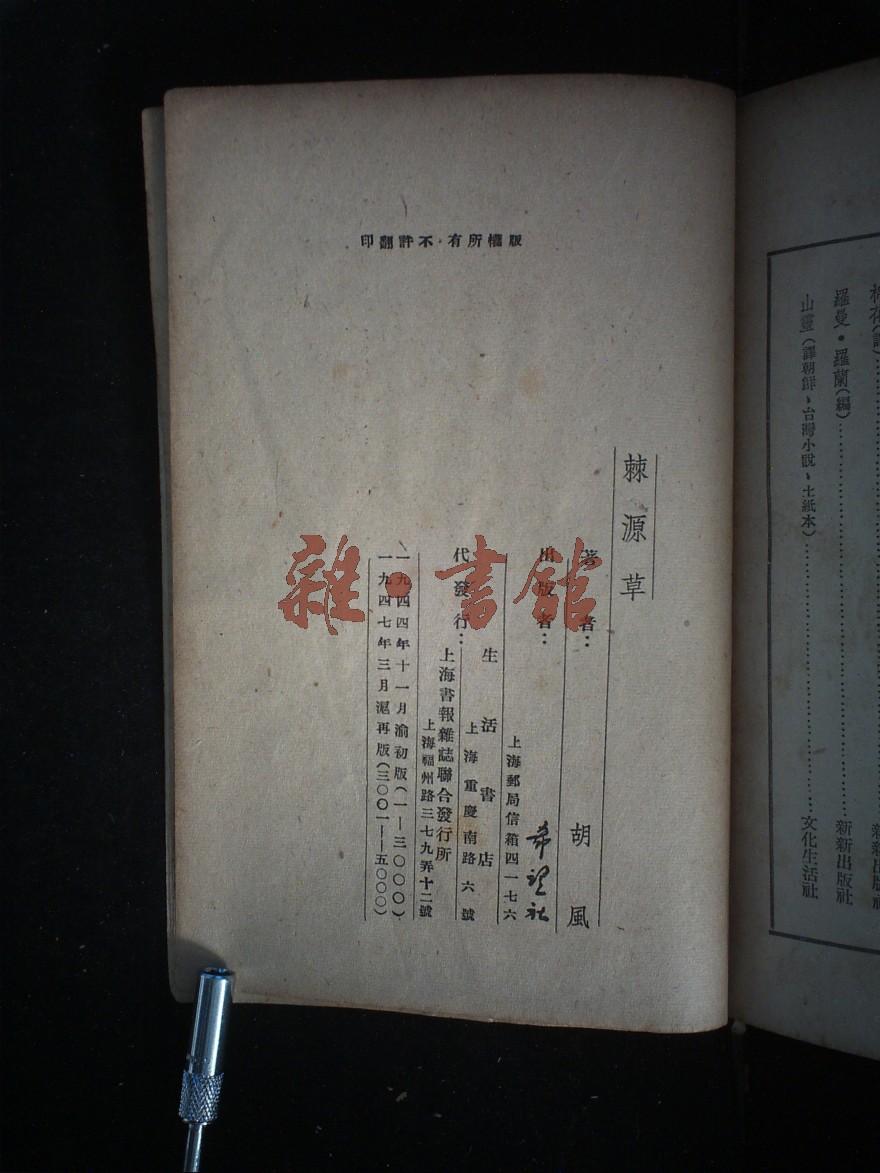 版權所有·不許翻印
棘源草
著者：胡風
出版者：希望社
上海郵局信箱四一七六
生活書店
上海重慶南路六號
代發行：上海書報雜誌聯合發行所
上海福州路三七九弄十二號
一九四四年十一月渝初版(一—三〇〇〇)
一九四七年三月滬再版(三〇〇一—五〇〇〇)
雜·書館
羅曼·羅蘭(編)……新新出版社
山靈(譯朝鮮、台灣小說、土紙本)……文化生活社